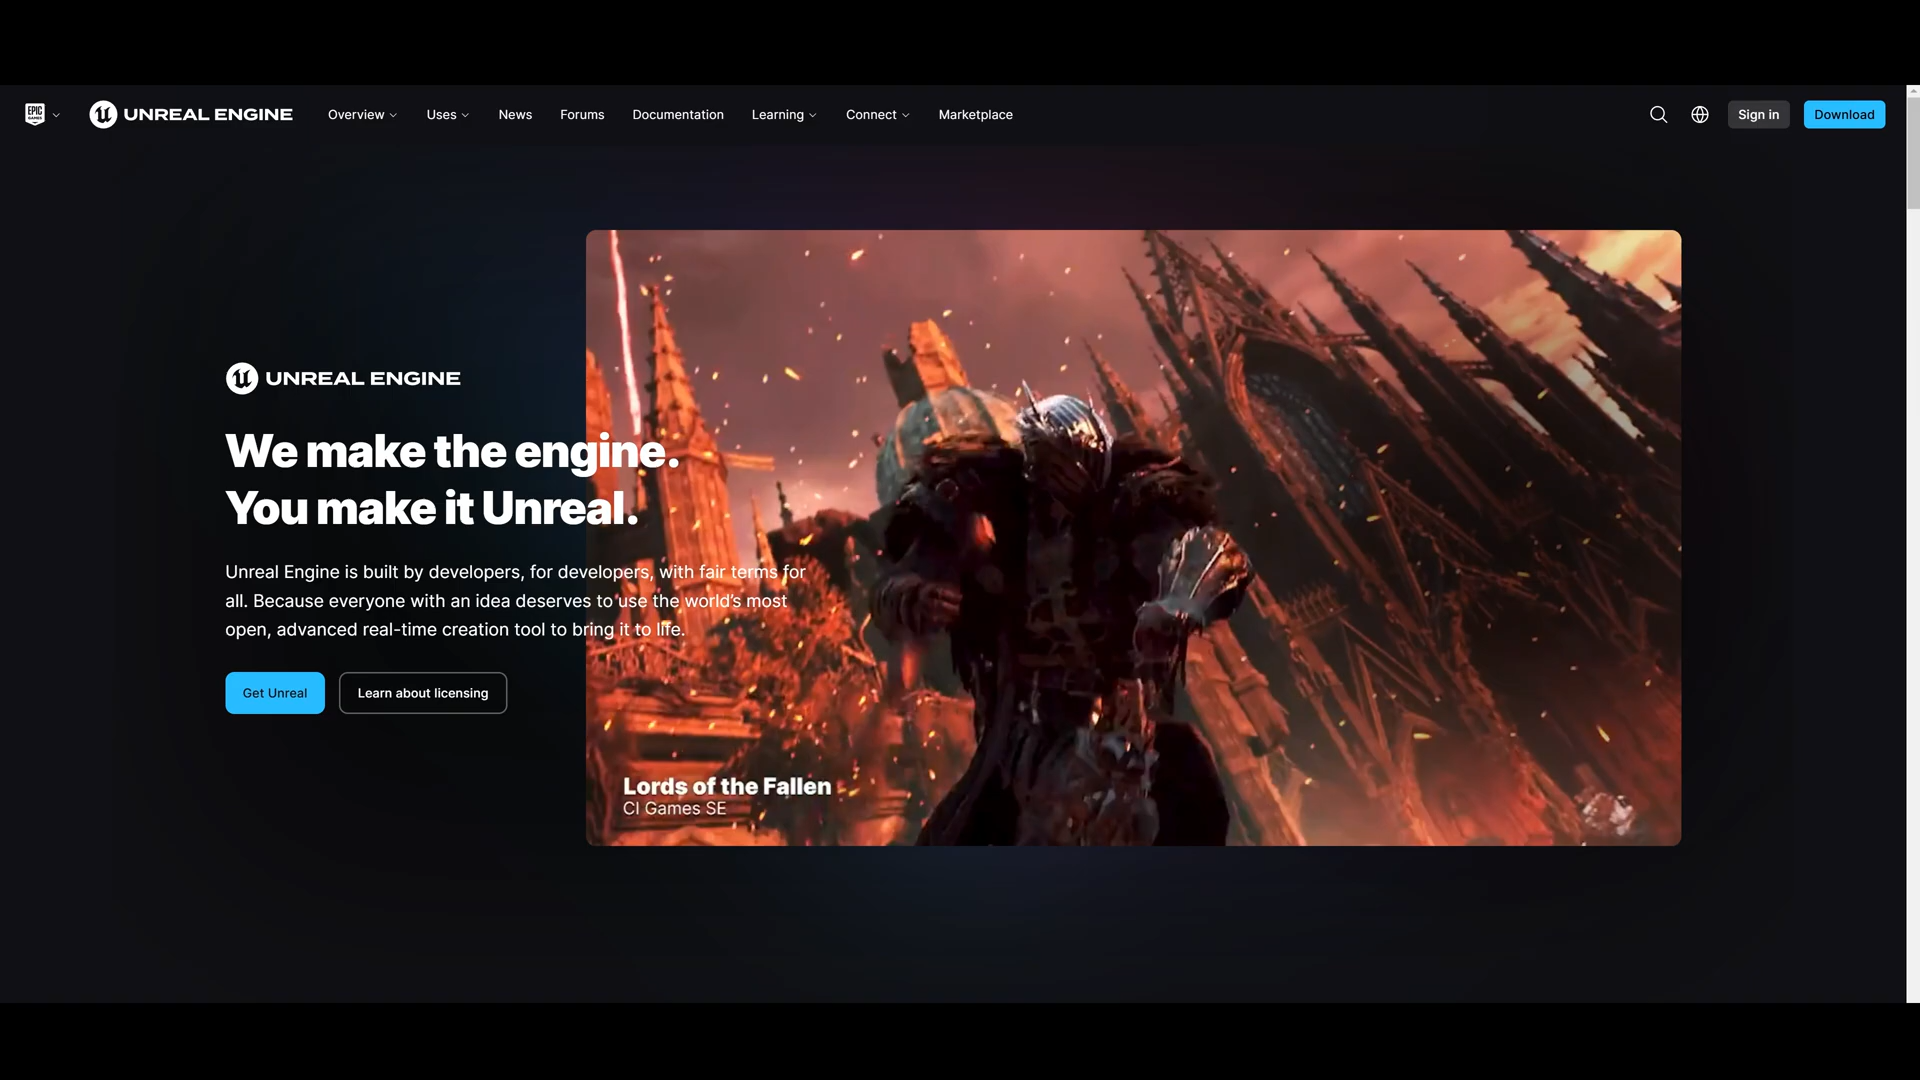 EPIC GAMES
UNREAL ENGINE
Overview
Uses
News
Forums
Documentation
Learning
Connect
Marketplace
Sign in
Download
UNREAL ENGINE
We make the engine.
You make it Unreal.
Unreal Engine is built by developers, for developers, with fair terms for
all. Because everyone with an idea deserves to use the world’s most
open, advanced real-time creation tool to bring it to life.
Get Unreal
Learn about licensing
Lords of the Fallen
CI Games SE